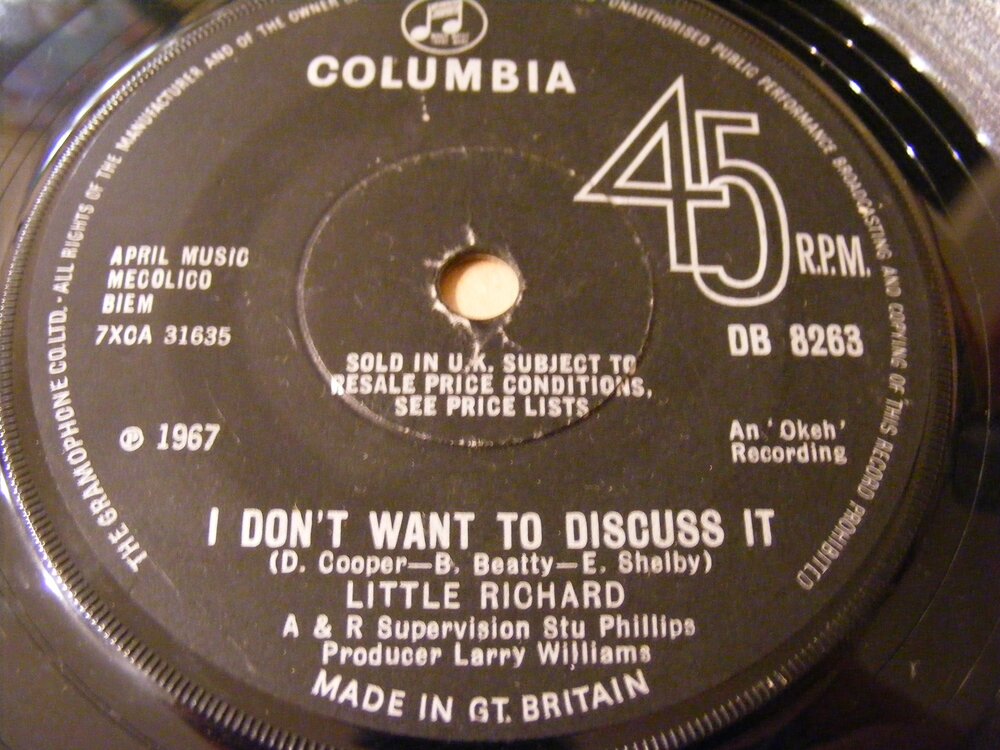 THE GRAMOPHONE CO. LTD. · ALL RIGHTS OF THE MANUFACTURER AND OF THE OWNER
UNAUTHORISED PUBLIC PERFORMANCE BROADCASTING AND COPYING OF THIS RECORD PROHIBITED
COLUMBIA
45
R.P.M.
APRIL MUSIC
MECOLICO
BIEM
7XCA 31635
DB 8263
SOLD IN U.K. SUBJECT TO
RESALE PRICE CONDITIONS,
SEE PRICE LISTS
℗ 1967
An 'Okeh'
Recording
I DON'T WANT TO DISCUSS IT
(D. Cooper—B. Beatty—E. Shelby)
LITTLE RICHARD
A & R Supervision Stu Phillips
Producer Larry Williams
MADE IN GT. BRITAIN